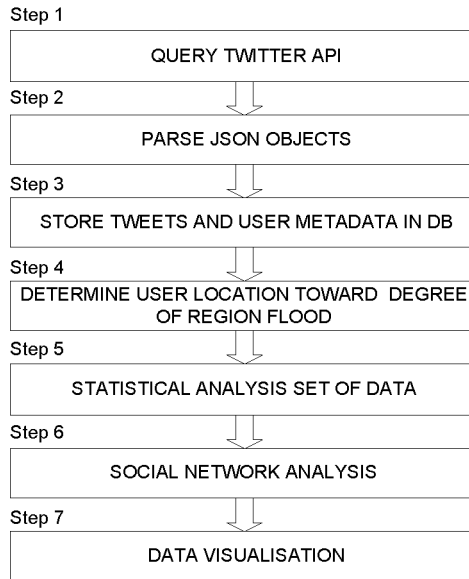 Step 1
QUERY TWITTER API
Step 2
PARSE JSON OBJECTS
Step 3
STORE TWEETS AND USER METADATA IN DB
Step 4
DETERMINE USER LOCATION TOWARD DEGREE
OF REGION FLOOD
Step 5
STATISTICAL ANALYSIS SET OF DATA
Step 6
SOCIAL NETWORK ANALYSIS
Step 7
DATA VISUALISATION